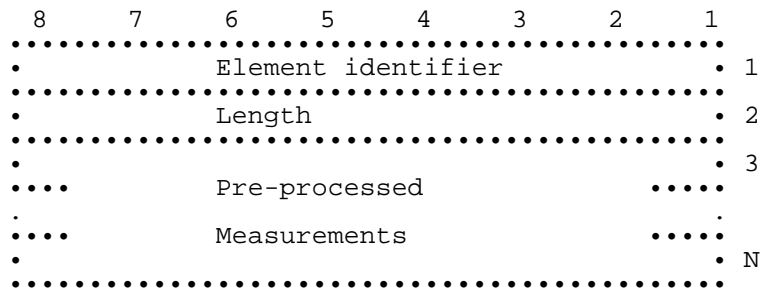 8 7 6 5 4 3 2 1
Element identifier 1
Length 2
3
Pre-processed
Measurements
N